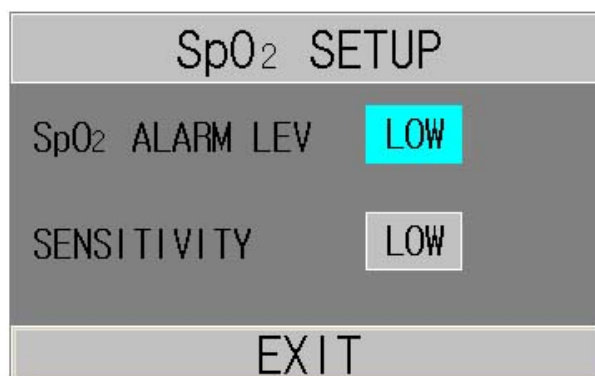 SpO₂ SETUP
SpO₂ ALARM LEV LOW
SENSITIVITY LOW
EXIT